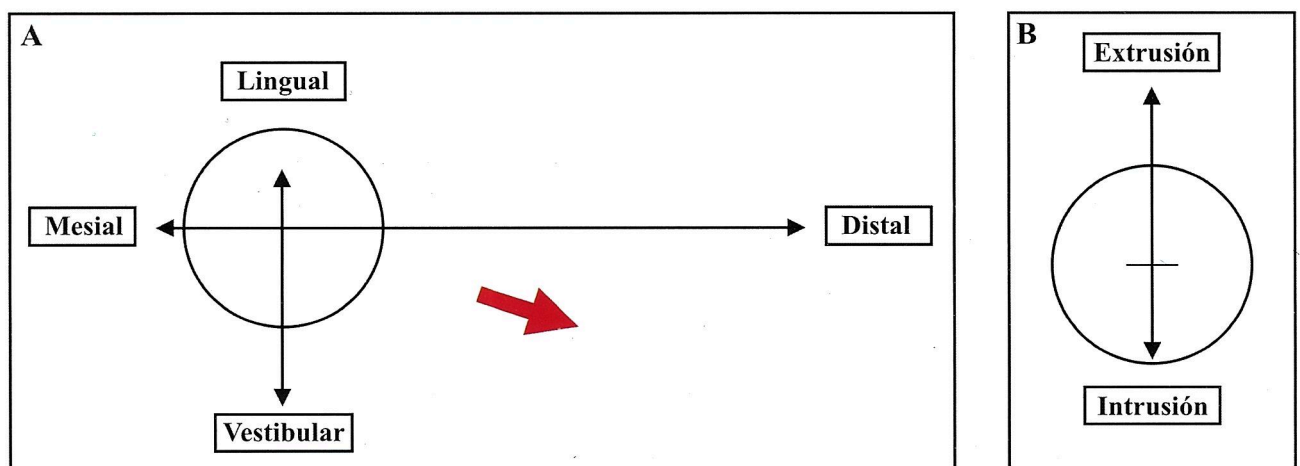 A
Lingual
Mesial
Distal
Vestibular
B
Extrusión
Intrusión